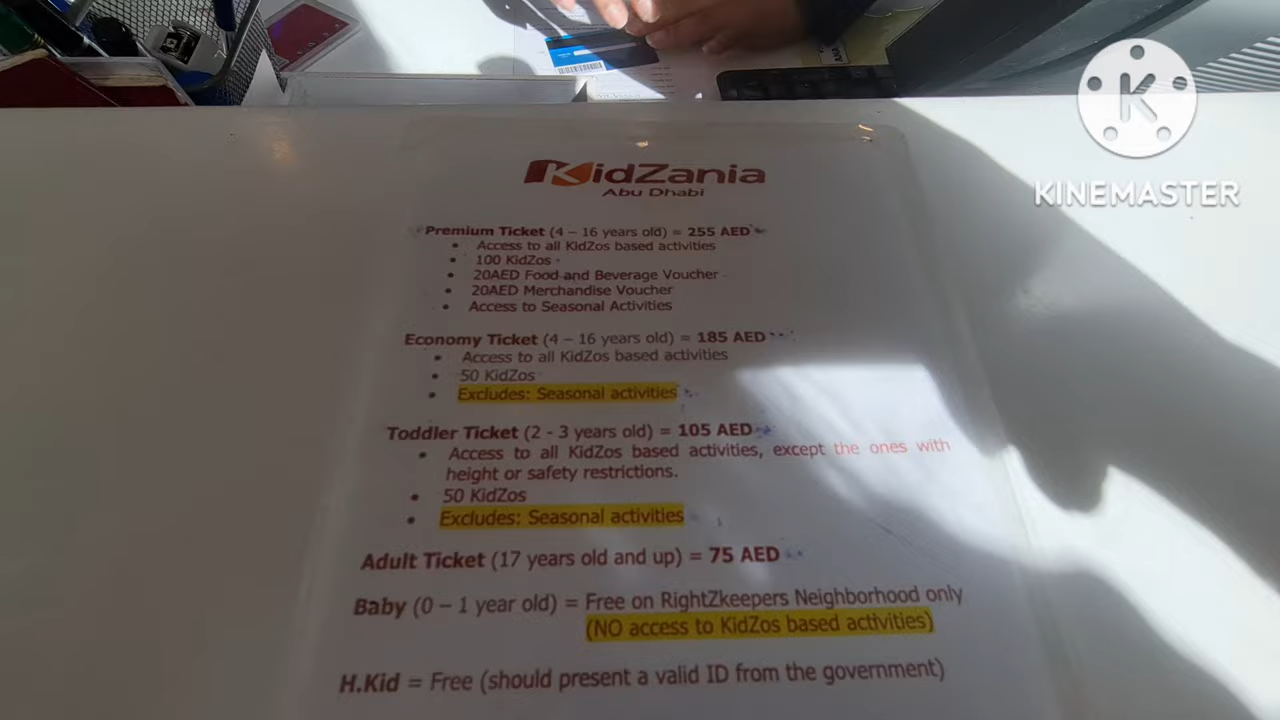 K
KINEMASTER
KidZania
Abu Dhabi
Premium Ticket (4 – 16 years old) = 255 AED
• Access to all KidZos based activities
• 100 KidZos
• 20AED Food and Beverage Voucher
• 20AED Merchandise Voucher
• Access to Seasonal Activities
Economy Ticket (4 – 16 years old) = 185 AED
• Access to all KidZos based activities
• 50 KidZos
• Excludes: Seasonal activities
Toddler Ticket (2 - 3 years old) = 105 AED
• Access to all KidZos based activities, except the ones with
height or safety restrictions.
• 50 KidZos
• Excludes: Seasonal activities
Adult Ticket (17 years old and up) = 75 AED
Baby (0 – 1 year old) = Free on RightZkeepers Neighborhood only
(NO access to KidZos based activities)
H.Kid = Free (should present a valid ID from the government)